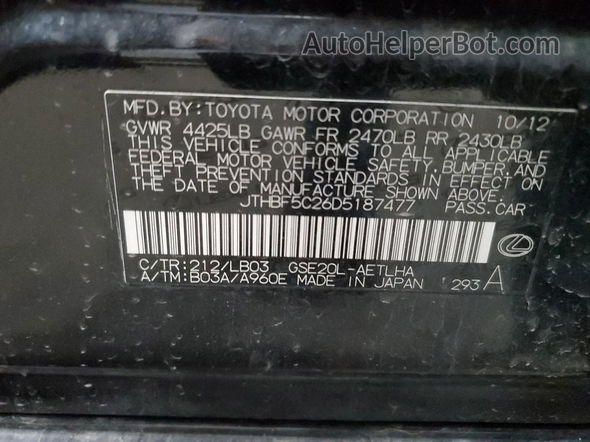 AutoHelperBot.com
MFD. BY: TOYOTA MOTOR CORPORATION 10/12
GVWR 4425LB GAWR FR 2470LB RR 2430LB
THIS VEHICLE CONFORMS TO ALL APPLICABLE
FEDERAL MOTOR VEHICLE SAFETY, BUMPER, AND
THEFT PREVENTION STANDARDS IN EFFECT ON
THE DATE OF MANUFACTURE SHOWN ABOVE.
JTHBF5C26D5187477 PASS.CAR
C/TR:212/LB03 GSE20L-AETLHA
A/TM:B03A/A960E MADE IN JAPAN 293 A